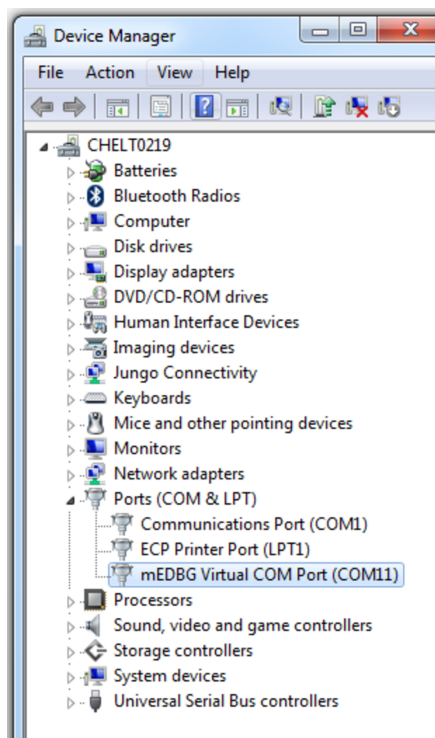 Device Manager
File Action View Help
CHELT0219
Batteries
Bluetooth Radios
Computer
Disk drives
Display adapters
DVD/CD-ROM drives
Human Interface Devices
Imaging devices
Jungo Connectivity
Keyboards
Mice and other pointing devices
Monitors
Network adapters
Ports (COM & LPT)
Communications Port (COM1)
ECP Printer Port (LPT1)
mEDBG Virtual COM Port (COM11)
Processors
Sound, video and game controllers
Storage controllers
System devices
Universal Serial Bus controllers